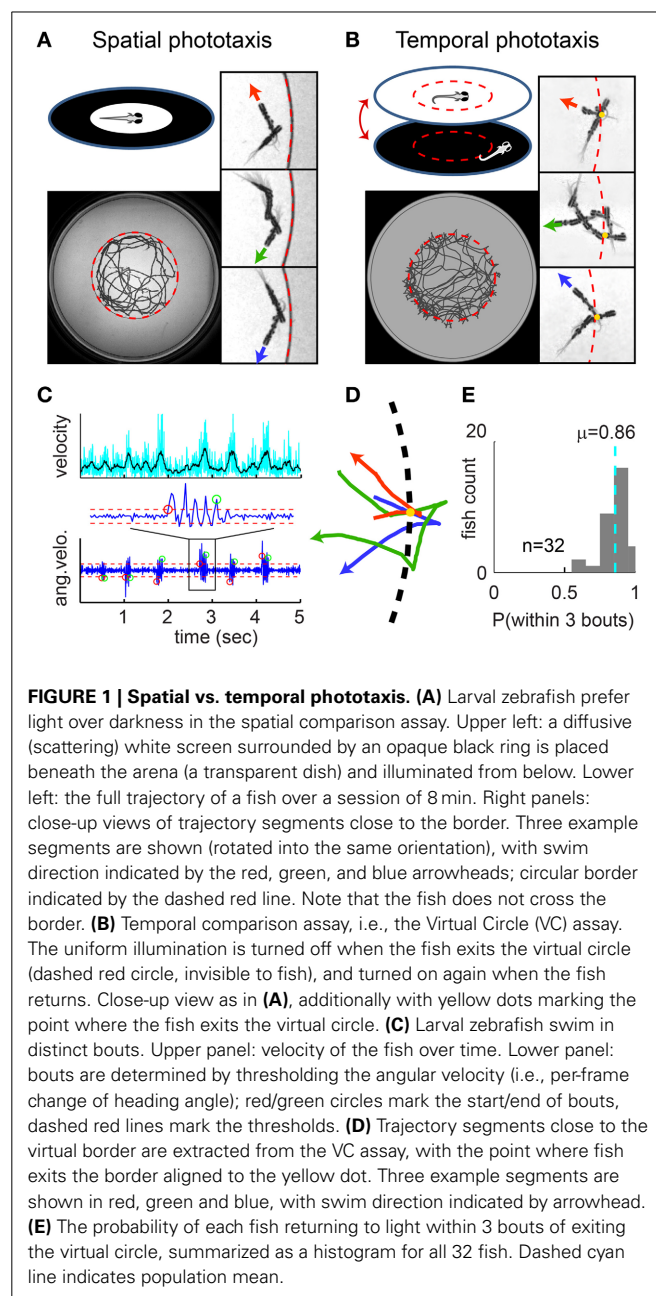 A Spatial phototaxis
B Temporal phototaxis
C
velocity
ang.velo.
1 2 3 4 5
time (sec)
D
E
20
μ=0.86
fish count
n=32
0
0 0.5 1
P(within 3 bouts)
FIGURE 1 | Spatial vs. temporal phototaxis. (A) Larval zebrafish prefer
light over darkness in the spatial comparison assay. Upper left: a diffusive
(scattering) white screen surrounded by an opaque black ring is placed
beneath the arena (a transparent dish) and illuminated from below. Lower
left: the full trajectory of a fish over a session of 8 min. Right panels:
close-up views of trajectory segments close to the border. Three example
segments are shown (rotated into the same orientation), with swim
direction indicated by the red, green, and blue arrowheads; circular border
indicated by the dashed red line. Note that the fish does not cross the
border. (B) Temporal comparison assay, i.e., the Virtual Circle (VC) assay.
The uniform illumination is turned off when the fish exits the virtual circle
(dashed red circle, invisible to fish), and turned on again when the fish
returns. Close-up view as in (A), additionally with yellow dots marking the
point where the fish exits the virtual circle. (C) Larval zebrafish swim in
distinct bouts. Upper panel: velocity of the fish over time. Lower panel:
bouts are determined by thresholding the angular velocity (i.e., per-frame
change of heading angle); red/green circles mark the start/end of bouts,
dashed red lines mark the thresholds. (D) Trajectory segments close to the
virtual border are extracted from the VC assay, with the point where fish
exits the border aligned to the yellow dot. Three example segments are
shown in red, green and blue, with swim direction indicated by arrowhead.
(E) The probability of each fish returning to light within 3 bouts of exiting
the virtual circle, summarized as a histogram for all 32 fish. Dashed cyan
line indicates population mean.